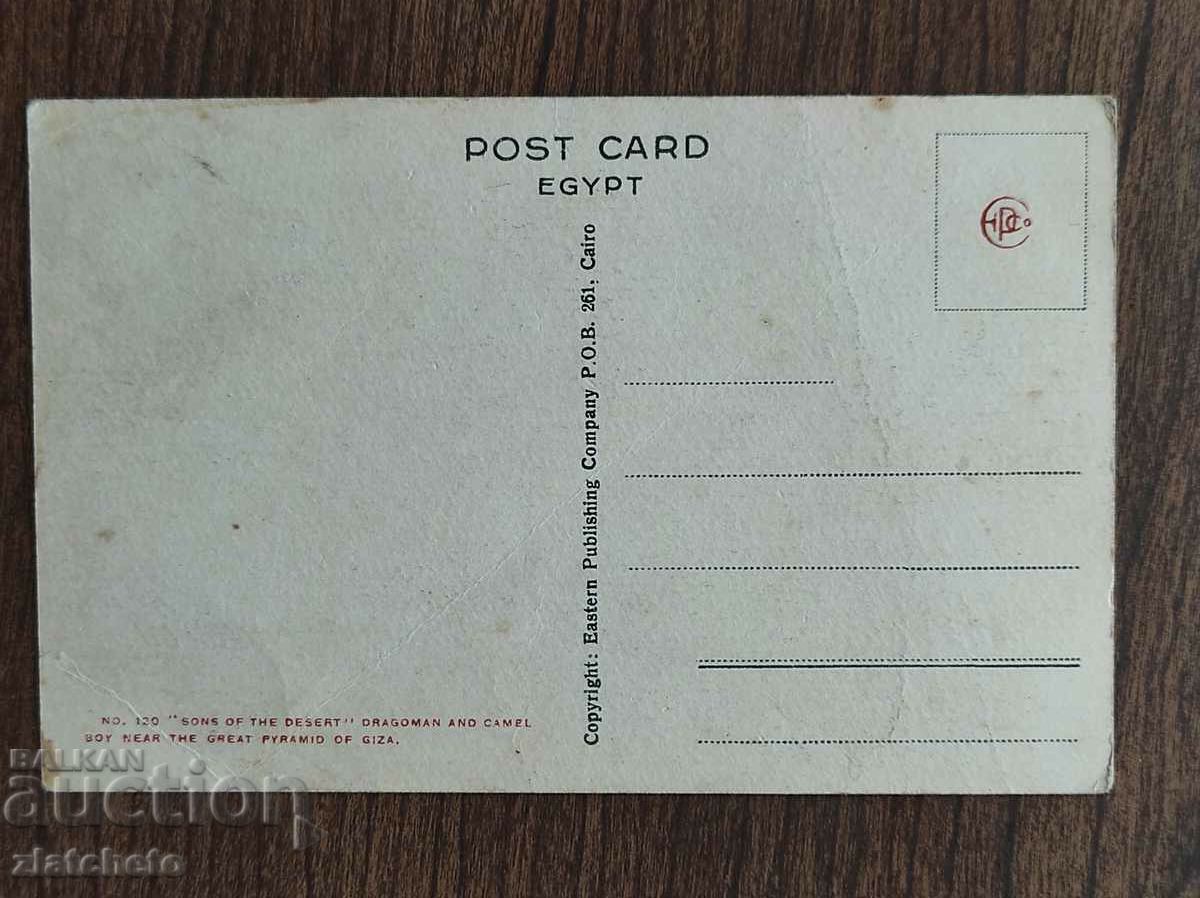 POST CARD
EGYPT
Copyright: Eastern Publishing Company P.O.B. 261, Cairo
NO. 120 "SONS OF THE DESERT" DRAGOMAN AND CAMEL
BOY NEAR THE GREAT PYRAMID OF GIZA.
BALKAN
auction
zlatcheto